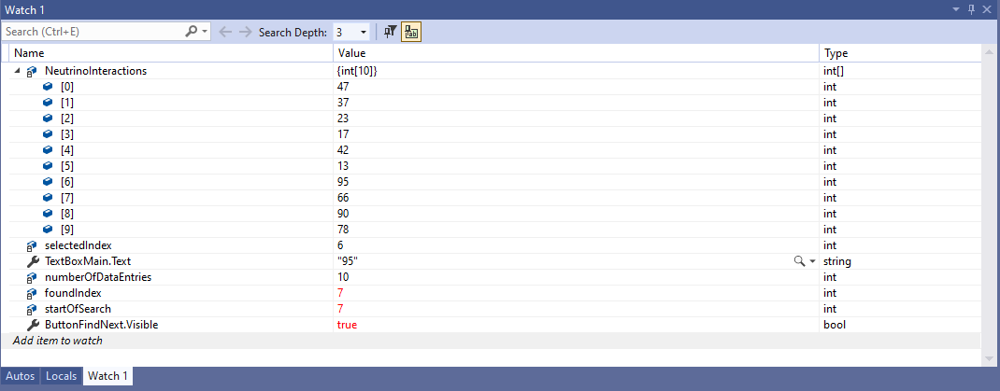 Watch 1
Search (Ctrl+E) Search Depth: 3
Name Value Type
NeutrinoInteractions {int[10]} int[]
[0] 47 int
[1] 37 int
[2] 23 int
[3] 17 int
[4] 42 int
[5] 13 int
[6] 95 int
[7] 66 int
[8] 90 int
[9] 78 int
selectedIndex 6 int
TextBoxMain.Text "95" string
numberOfDataEntries 10 int
foundIndex 7 int
startOfSearch 7 int
ButtonFindNext.Visible true bool
Add item to watch
Autos Locals Watch 1